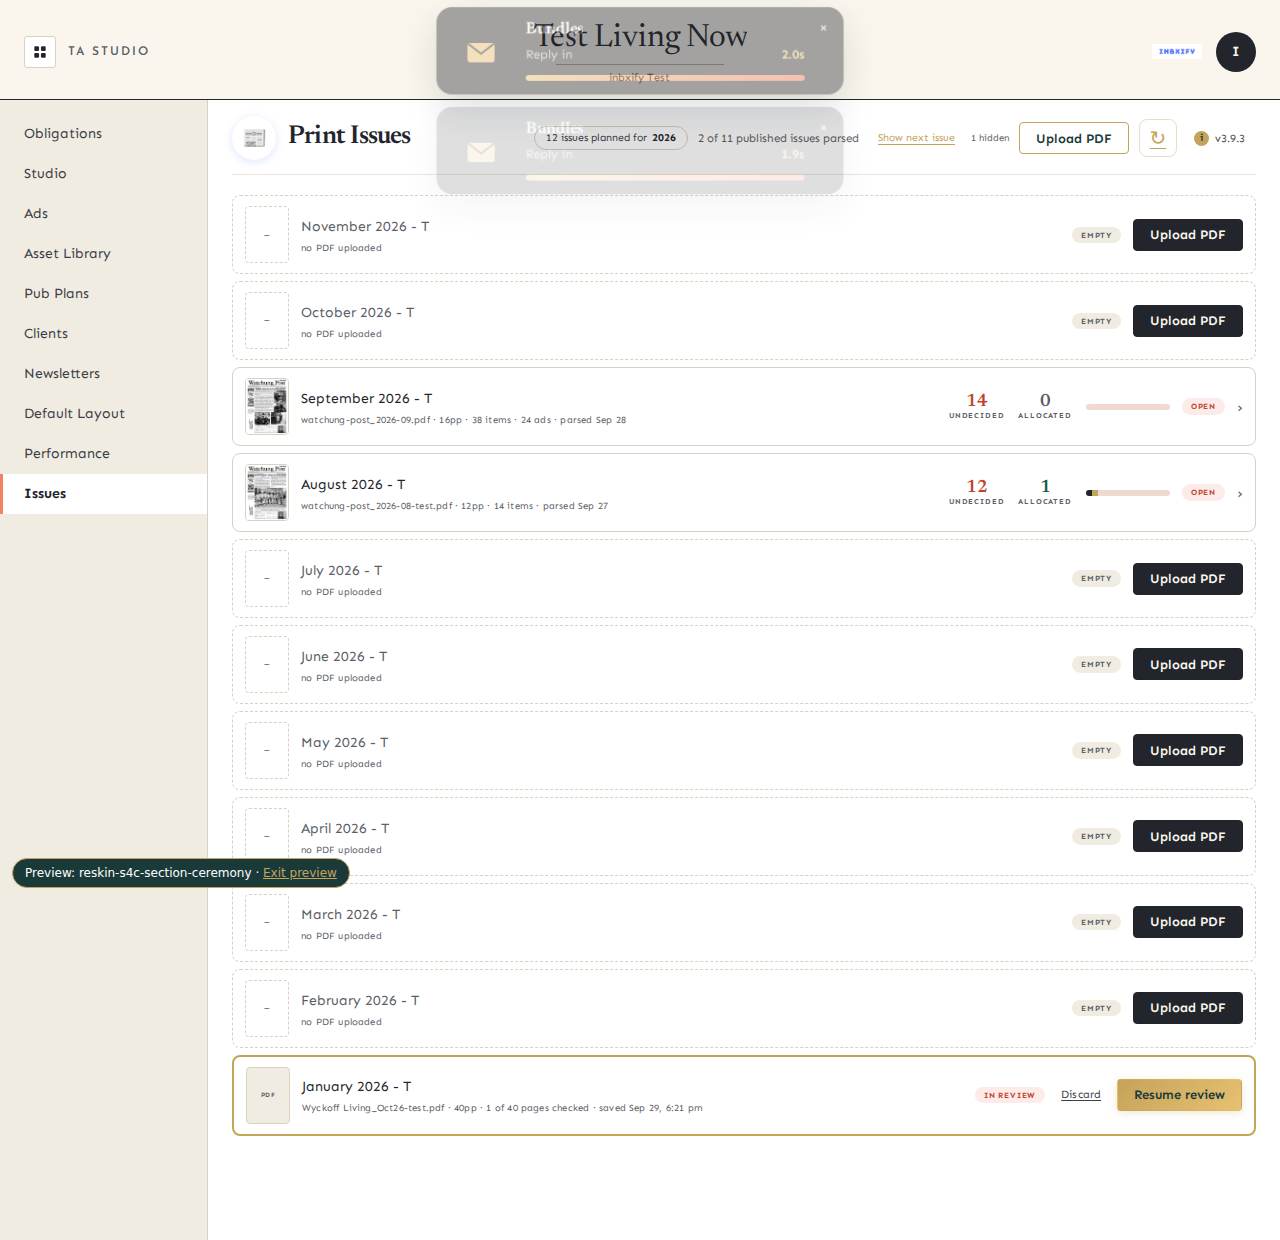 TA STUDIO
Bundles
×
Reply in
2.0s
Test Living Now
inbxify Test
INBXIFY
I
Bundles
×
Reply in
1.9s
Obligations
Studio
Ads
Asset Library
Pub Plans
Clients
Newsletters
Default Layout
Performance
Issues
Print Issues
12 issues planned for 2026
2 of 11 published issues parsed
Show next issue
1 hidden
Upload PDF
↻
i
v3.9.3
–
November 2026 - T
no PDF uploaded
EMPTY
Upload PDF
–
October 2026 - T
no PDF uploaded
EMPTY
Upload PDF
Watchung Post
September 2026 - T
watchung-post_2026-09.pdf · 16pp · 38 items · 24 ads · parsed Sep 28
14
UNDECIDED
0
ALLOCATED
OPEN
›
Watchung Post
August 2026 - T
watchung-post_2026-08-test.pdf · 12pp · 14 items · parsed Sep 27
12
UNDECIDED
1
ALLOCATED
OPEN
›
–
July 2026 - T
no PDF uploaded
EMPTY
Upload PDF
–
June 2026 - T
no PDF uploaded
EMPTY
Upload PDF
–
May 2026 - T
no PDF uploaded
EMPTY
Upload PDF
–
April 2026 - T
no PDF uploaded
EMPTY
Upload PDF
Preview: reskin-s4c-section-ceremony · Exit preview
–
March 2026 - T
no PDF uploaded
EMPTY
Upload PDF
–
February 2026 - T
no PDF uploaded
EMPTY
Upload PDF
PDF
January 2026 - T
Wyckoff Living_Oct26-test.pdf · 40pp · 1 of 40 pages checked · saved Sep 29, 6:21 pm
IN REVIEW
Discard
Resume review